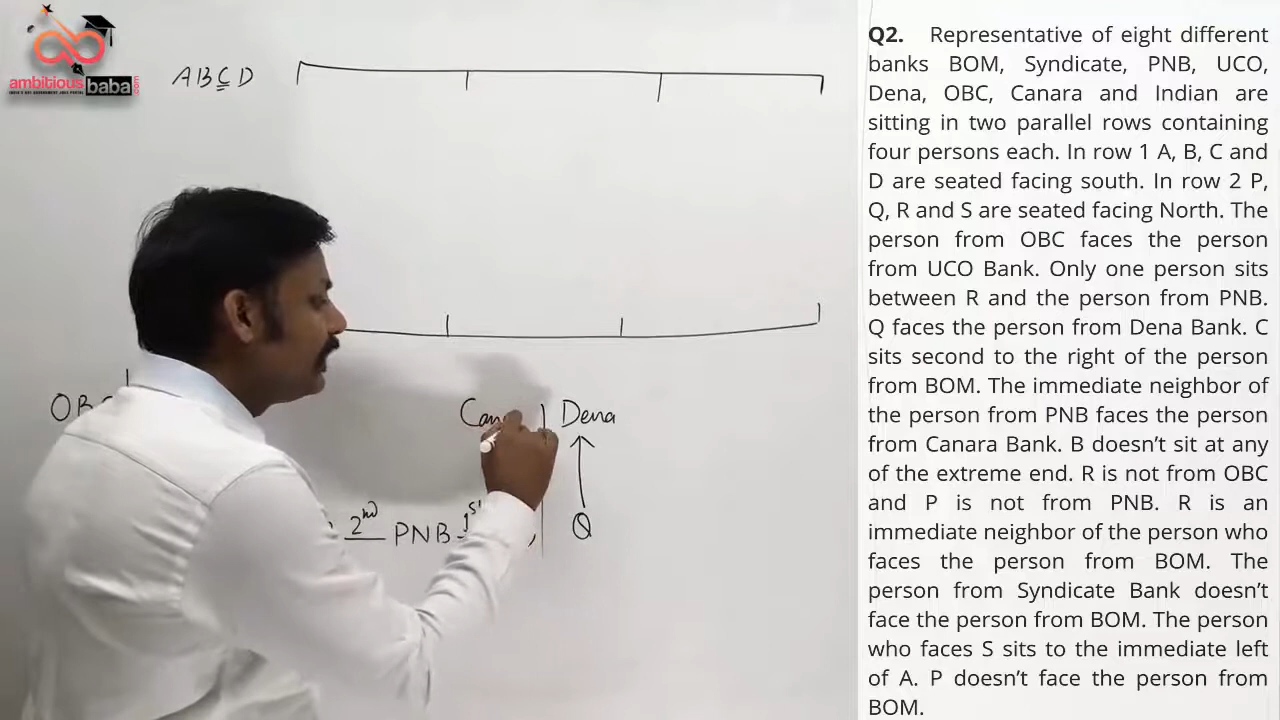 ambitious
baba
.com
A B C D
OB
Can
Dena
2nd
PNB
1s
Q
Q2. Representative of eight different
banks BOM, Syndicate, PNB, UCO,
Dena, OBC, Canara and Indian are
sitting in two parallel rows containing
four persons each. In row 1 A, B, C and
D are seated facing south. In row 2 P,
Q, R and S are seated facing North. The
person from OBC faces the person
from UCO Bank. Only one person sits
between R and the person from PNB.
Q faces the person from Dena Bank. C
sits second to the right of the person
from BOM. The immediate neighbor of
the person from PNB faces the person
from Canara Bank. B doesn’t sit at any
of the extreme end. R is not from OBC
and P is not from PNB. R is an
immediate neighbor of the person who
faces the person from BOM. The
person from Syndicate Bank doesn’t
face the person from BOM. The person
who faces S sits to the immediate left
of A. P doesn’t face the person from
BOM.